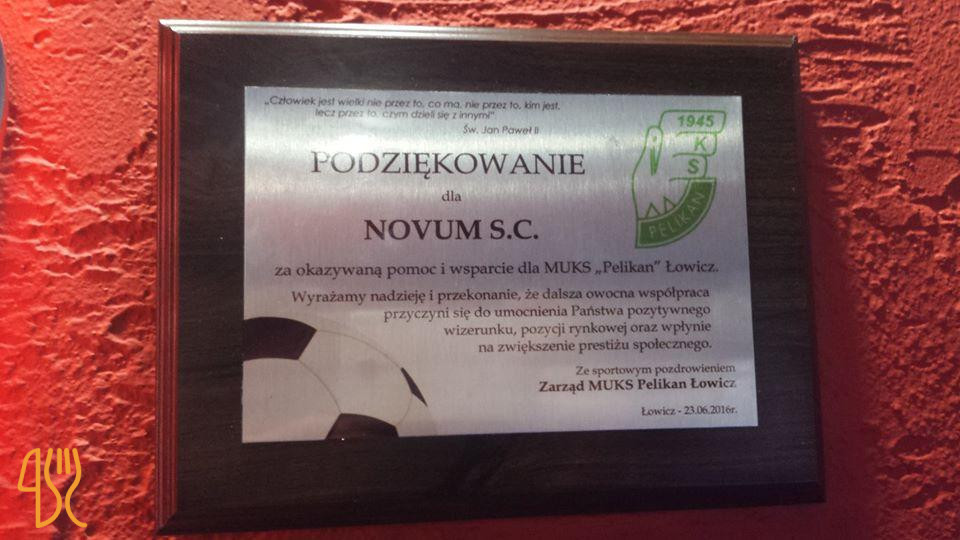 „Człowiek jest wielki nie przez to, co ma, nie przez to, kim jest,
lecz przez to, czym dzieli się z innymi”
Św. Jan Paweł II
PODZIĘKOWANIE
dla
NOVUM S.C.
1945
K
S
PELIKAN
za okazywaną pomoc i wsparcie dla MUKS „Pelikan” Łowicz.
Wyrażamy nadzieję i przekonanie, że dalsza owocna współpraca
przyczyni się do umocnienia Państwa pozytywnego
wizerunku, pozycji rynkowej oraz wpłynie
na zwiększenie prestiżu społecznego.
Ze sportowym pozdrowieniem
Zarząd MUKS Pelikan Łowicz
Łowicz - 23.06.2016r.